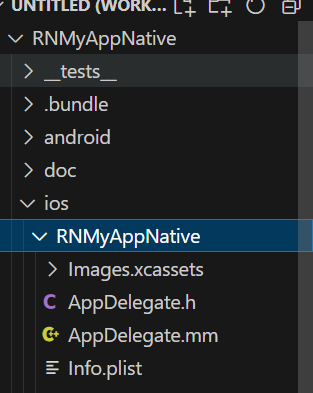 UNTITLED (WORK...
RNMyAppNative
__tests__
.bundle
android
doc
ios
RNMyAppNative
Images.xcassets
C AppDelegate.h
C++ AppDelegate.mm
Info.plist